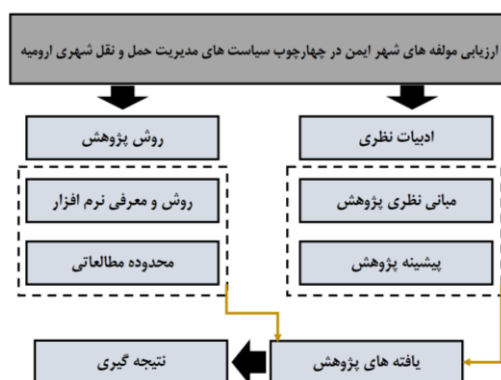 ارزیابی مولفه های شهر ایمن در چهارچوب سیاست های مدیریت حمل و نقل شهری ارومیه
ادبیات نظری
روش پژوهش
مبانی نظری پژوهش
روش و معرفی نرم افزار
پیشینه پژوهش
محدوده مطالعاتی
یافته های پژوهش
نتیجه گیری